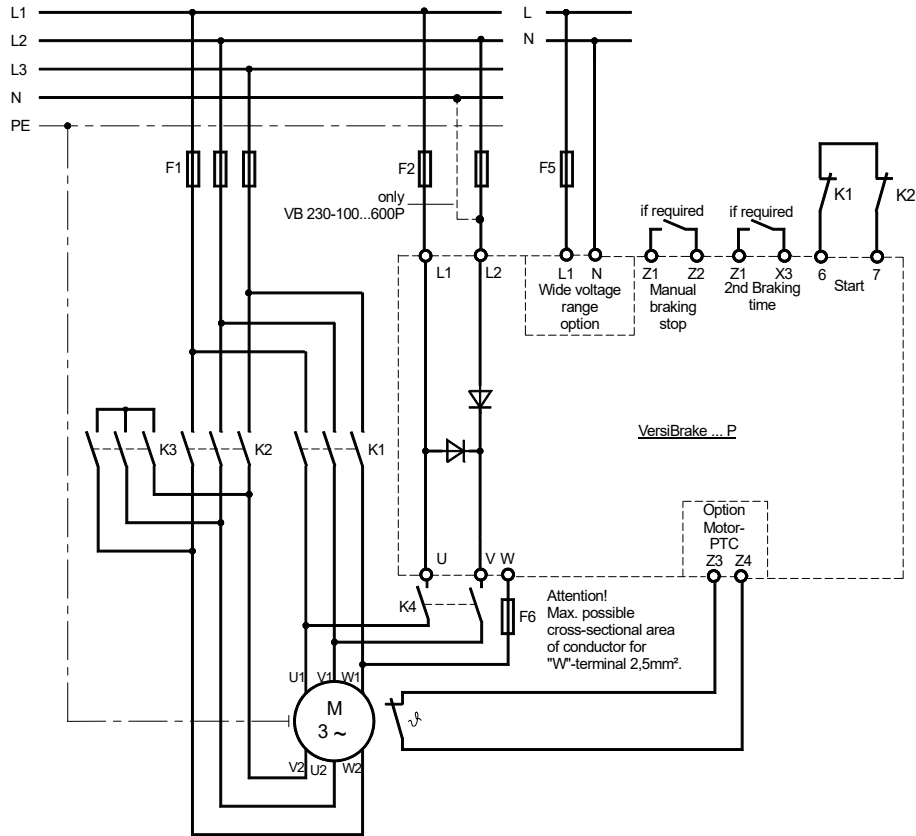 L1
L2
L3
N
PE
L
N
F1
F2
F5
only
VB 230-100...600P
K1
K2
if required
if required
L1
L2
L1
N
Z1
Z2
Z1
X3
6
7
Wide voltage
range
option
Manual
braking
stop
2nd Braking
time
Start
K3
K2
K1
VersiBrake ... P
Option
Motor-
PTC
Z3
Z4
U
V
W
K4
F6
Attention!
Max. possible
cross-sectional area
of conductor for
"W"-terminal 2,5mm².
U1
V1
W1
M
3 ~
ϑ
V2
U2
W2